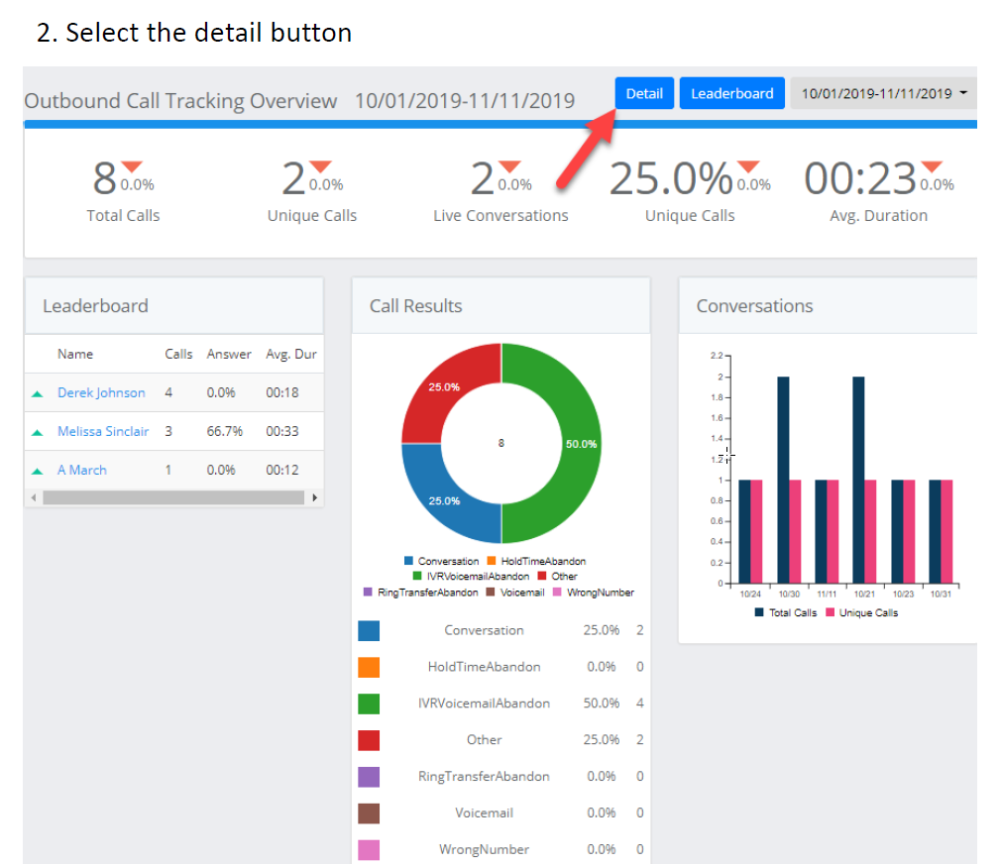 2. Select the detail button
Outbound Call Tracking Overview 10/01/2019-11/11/2019 Detail Leaderboard 10/01/2019-11/11/2019
8 0.0% 2 0.0% 2 0.0% 25.0% 0.0% 00:23 0.0%
Total Calls Unique Calls Live Conversations Unique Calls Avg. Duration
Leaderboard
Name Calls Answer Avg. Dur
Derek Johnson 4 0.0% 00:18
Melissa Sinclair 3 66.7% 00:33
A March 1 0.0% 00:12
Call Results
25.0%
8
50.0%
25.0%
Conversation HoldTimeAbandon
IVRVoicemailAbandon Other
RingTransferAbandon Voicemail WrongNumber
Conversation 25.0% 2
HoldTimeAbandon 0.0% 0
IVRVoicemailAbandon 50.0% 4
Other 25.0% 2
RingTransferAbandon 0.0% 0
Voicemail 0.0% 0
WrongNumber 0.0% 0
Conversations
2.2
2
1.8
1.6
1.4
1.2
1
0.8
0.6
0.4
0.2
0
10/24 10/30 11/11 10/21 10/23 10/31
Total Calls Unique Calls